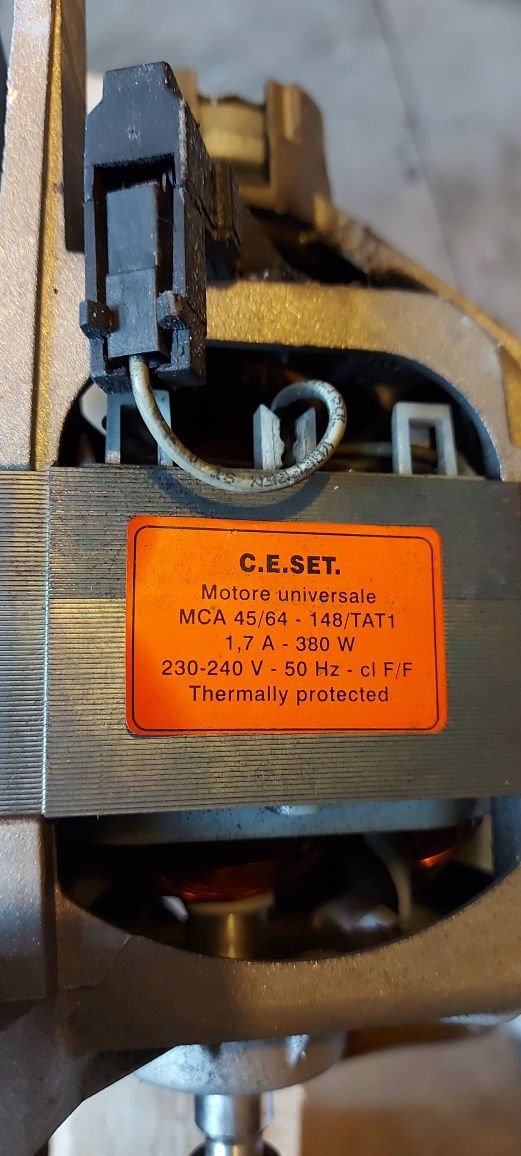 C.E.SET.
Motore universale
MCA 45/64 - 148/TAT1
1,7 A - 380 W
230-240 V - 50 Hz - cl F/F
Thermally protected